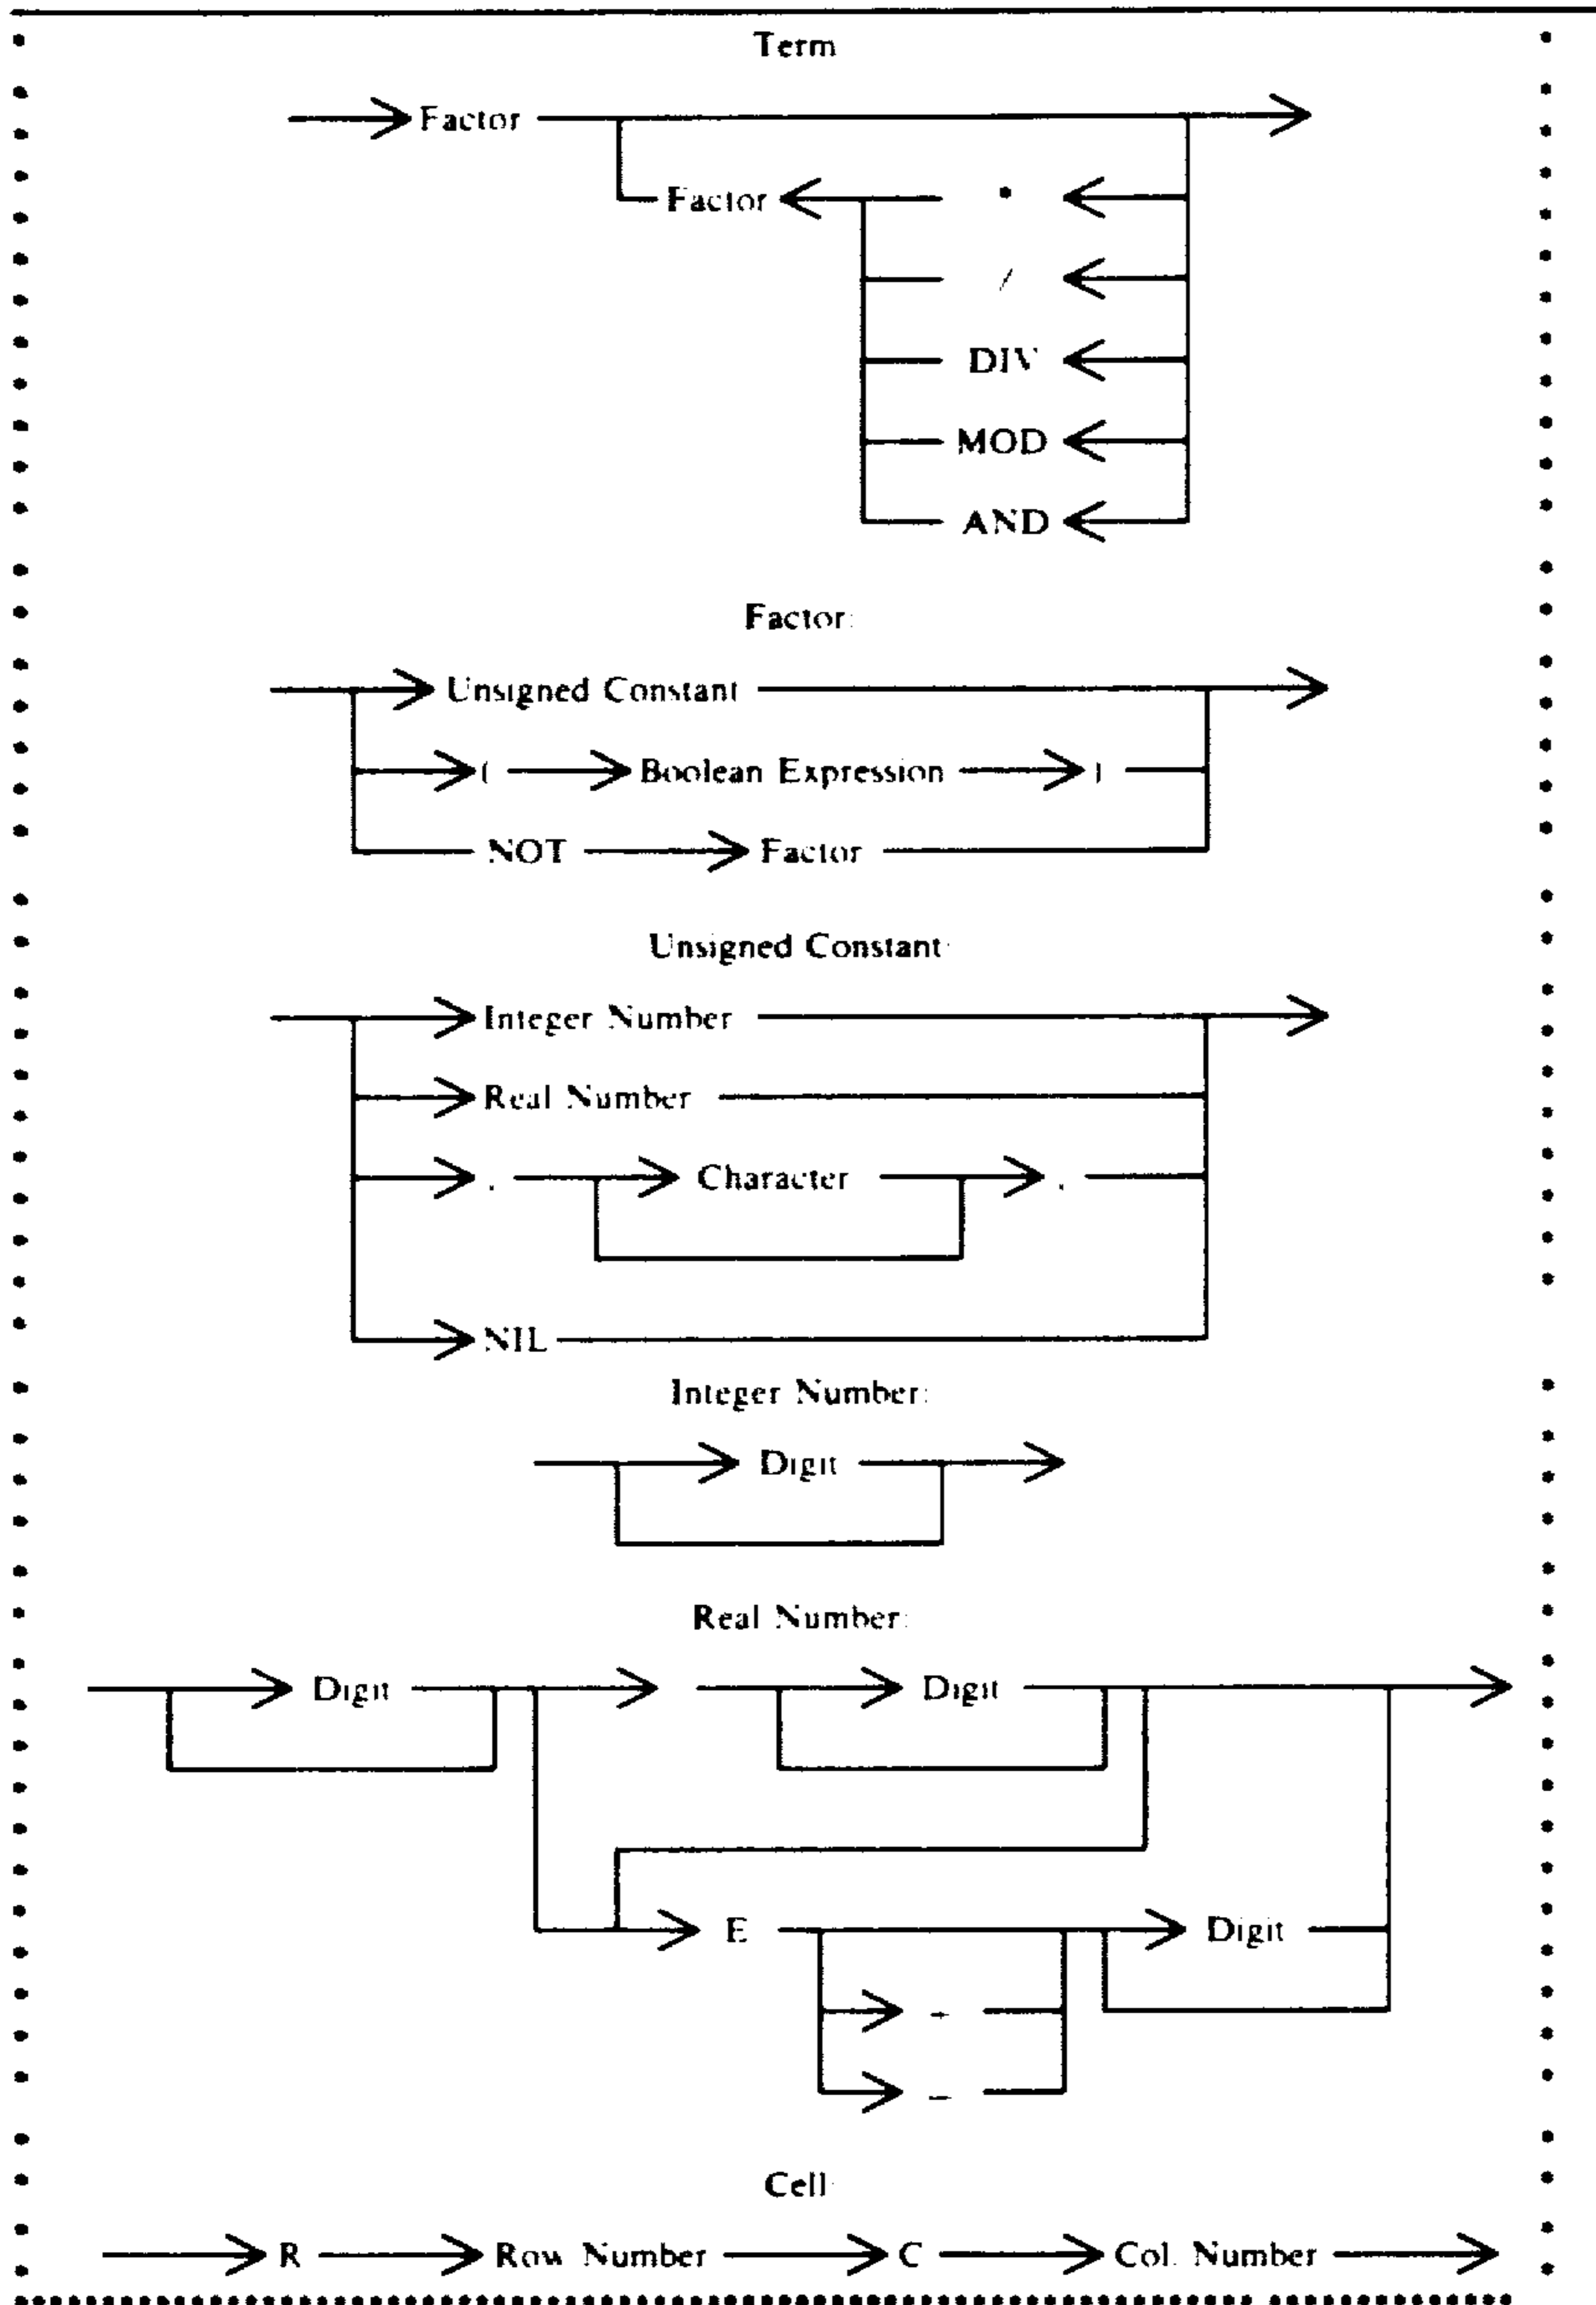 Term
Factor
Factor *
/
DIV
MOD
AND
Factor:
Unsigned Constant
( Boolean Expression )
NOT Factor
Unsigned Constant
Integer Number
Real Number
Character
NIL
Integer Number:
Digit
Real Number:
Digit Digit
E Digit
+
–
Cell
R Row Number C Col. Number